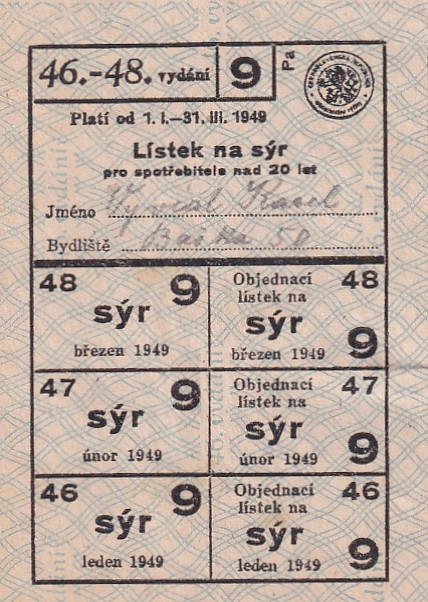 46.-48. vydání 9 Pa
Platí od 1. I.—31. III. 1949
Lístek na sýr
pro spotřebitele nad 20 let
Jméno Karel
Bydliště
48 9
sýr
březen 1949
Objednací 48
lístek na
sýr
9
březen 1949
47 9
sýr
únor 1949
Objednací 47
lístek na
sýr
9
únor 1949
46 9
sýr
leden 1949
Objednací 46
lístek na
sýr
9
leden 1949